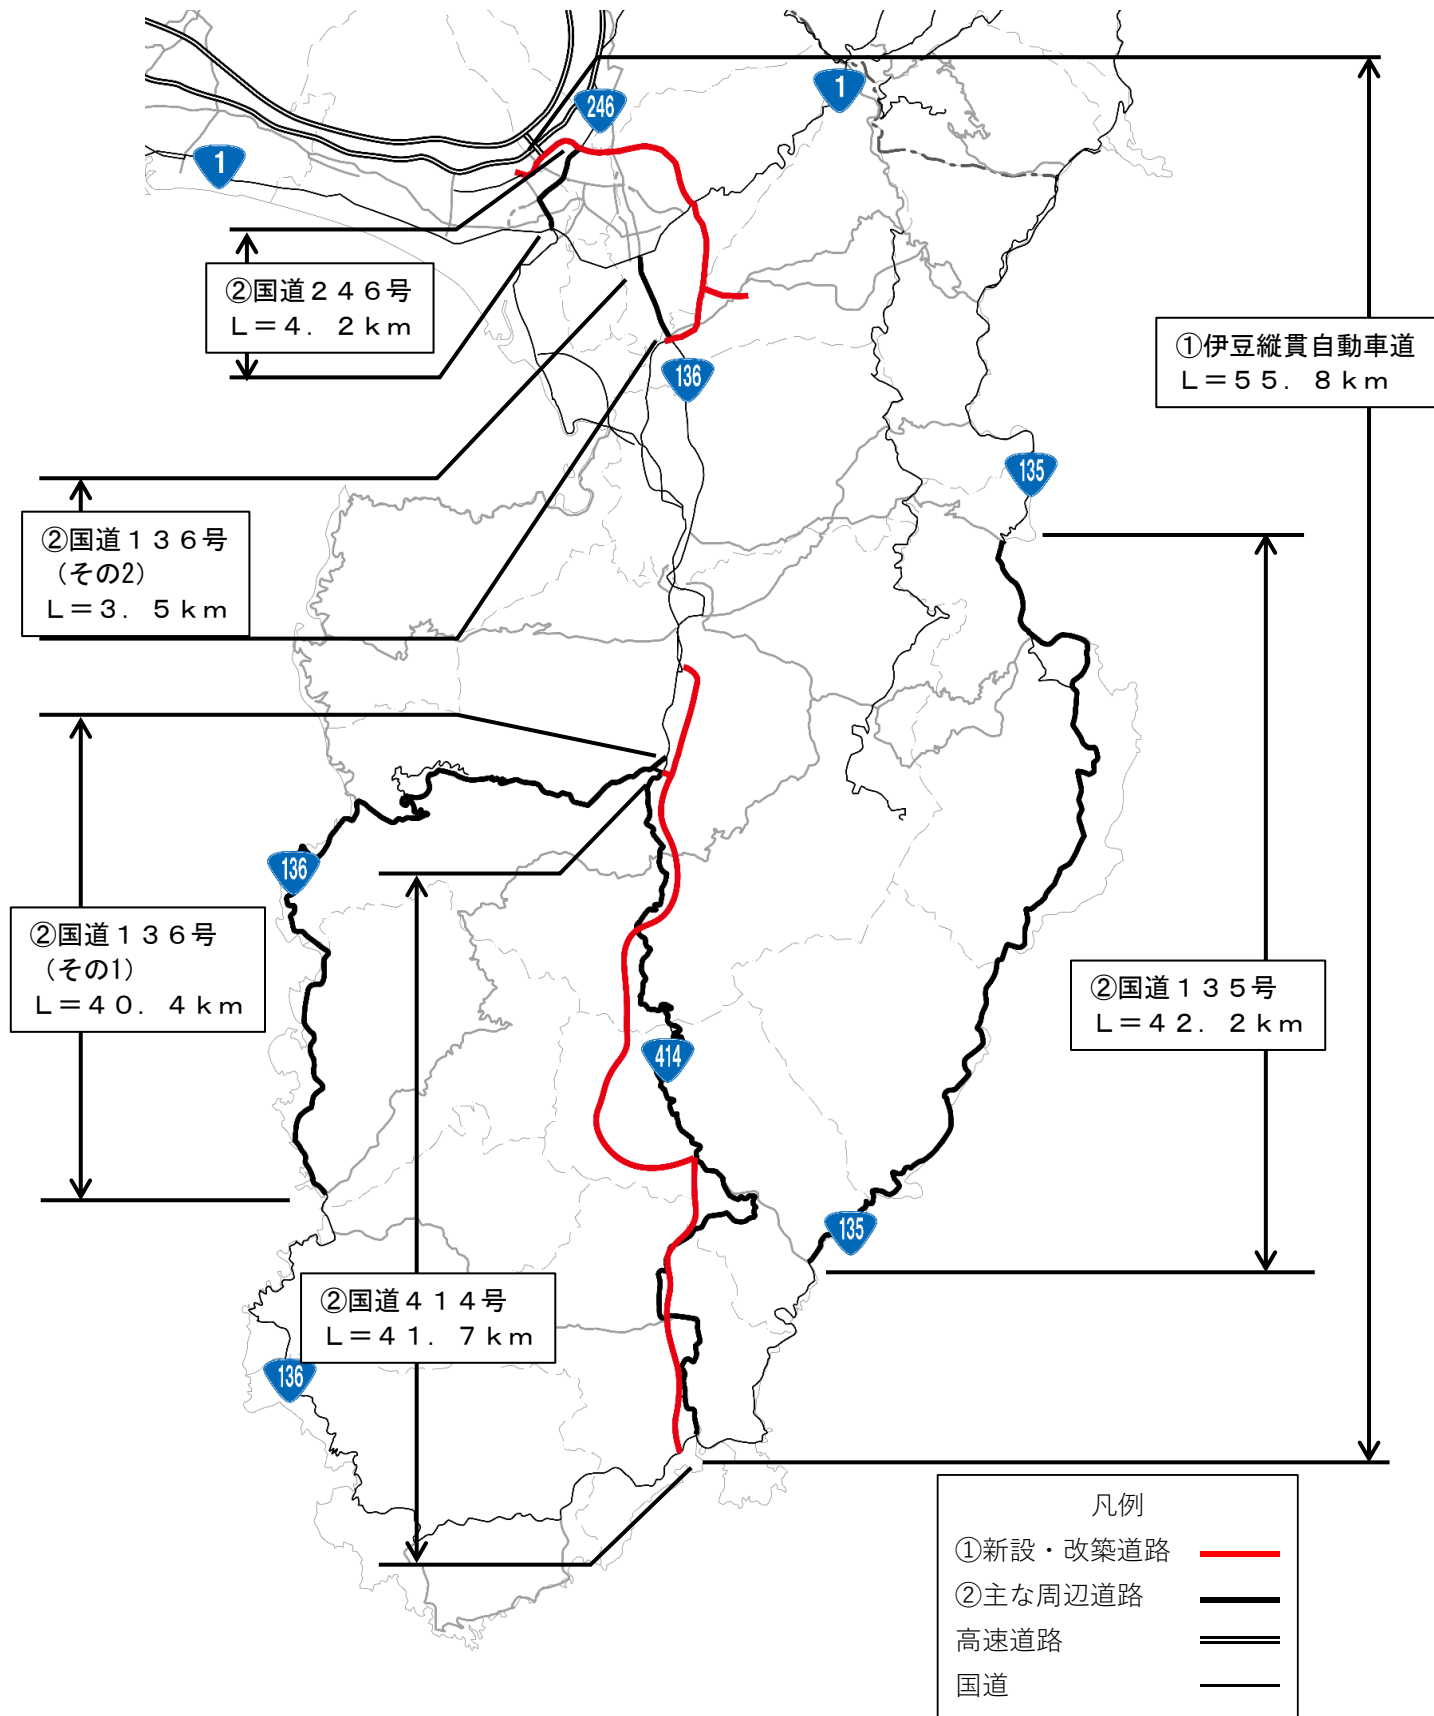 1
246
1
②国道２４６号
Ｌ＝４．２ｋｍ
①伊豆縦貫自動車道
Ｌ＝５５．８ｋｍ
136
135
②国道１３６号
（その2）
Ｌ＝３．５ｋｍ
136
②国道１３６号
（その1）
Ｌ＝４０．４ｋｍ
②国道１３５号
Ｌ＝４２．２ｋｍ
414
135
②国道４１４号
Ｌ＝４１．７ｋｍ
136
凡例
①新設・改築道路
②主な周辺道路
高速道路
国道